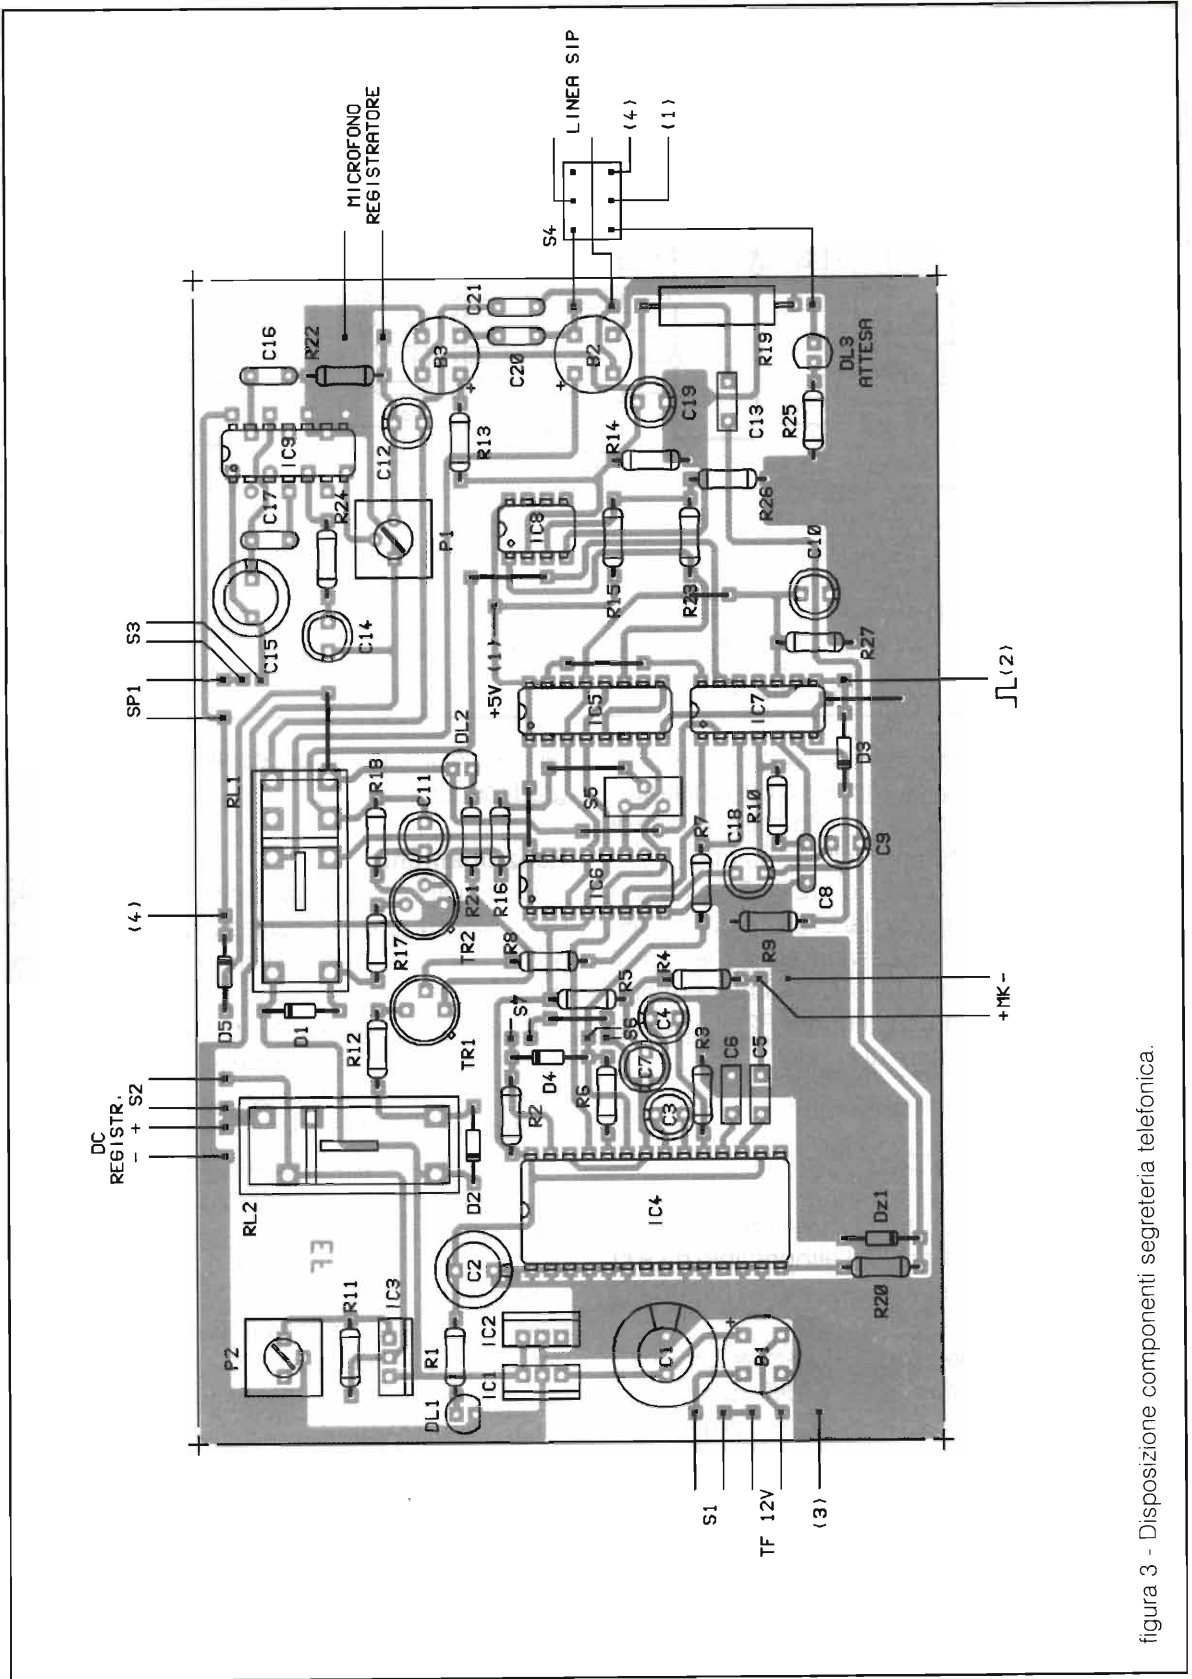 LINEA SIP
(4)
(1)
S4
MICROFONO
REGISTRATORE
C21
C20
B3
B2
R19
DL3
ATTESA
C16
R22
C12
R13
C19
C13
R25
R14
IC9
R26
C17
R24
P1
IC8
R15
R23
C10
R27
S3
SP1
C15
C14
+5V (1)
IC5
IC7
(2)
D3
DL2
RL1
R18
C11
S5
R10
C18
R7
C9
C8
R21
R16
IC6
(4)
R17
TR2
R8
R9
D5
D1
R12
TR1
S7
R5
R4
S6
C4
+MK-
DC
REGISTR.
- + S2
D4
R6
C7
R3
C6
C5
R2
C3
RL2
D2
IC4
Dz1
R20
C2
P2
R11
IC3
R1
IC2
IC1
DL1
C1
B1
S1
TF 12V
(3)
figura 3 - Disposizione componenti segreteria telefonica.